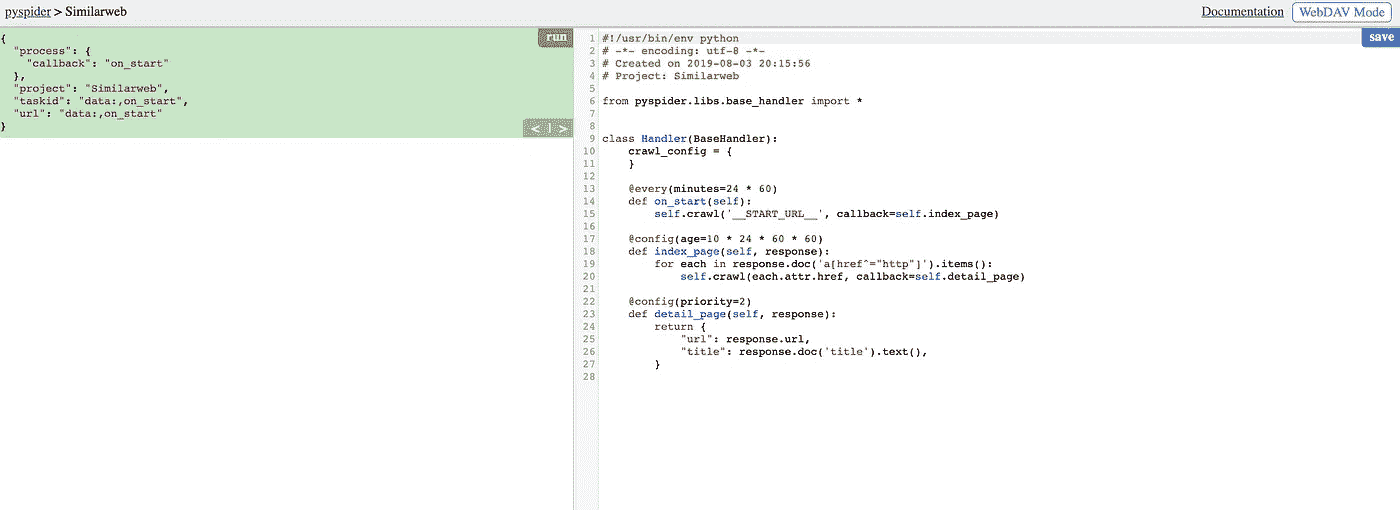 pyspider > Similarweb
Documentation
WebDAV Mode
{
  "process": {
    "callback": "on_start"
  },
  "project": "Similarweb",
  "taskid": "data:,on_start",
  "url": "data:,on_start"
}
run
< | >
save
1 #!/usr/bin/env python
2 # -*- encoding: utf-8 -*-
3 # Created on 2019-08-03 20:15:56
4 # Project: Similarweb
5
6 from pyspider.libs.base_handler import *
7
8
9 class Handler(BaseHandler):
10     crawl_config = {
11     }
12
13     @every(minutes=24 * 60)
14     def on_start(self):
15         self.crawl('__START_URL__', callback=self.index_page)
16
17     @config(age=10 * 24 * 60 * 60)
18     def index_page(self, response):
19         for each in response.doc('a[href^="http"]').items():
20             self.crawl(each.attr.href, callback=self.detail_page)
21
22     @config(priority=2)
23     def detail_page(self, response):
24         return {
25             "url": response.url,
26             "title": response.doc('title').text(),
27         }
28